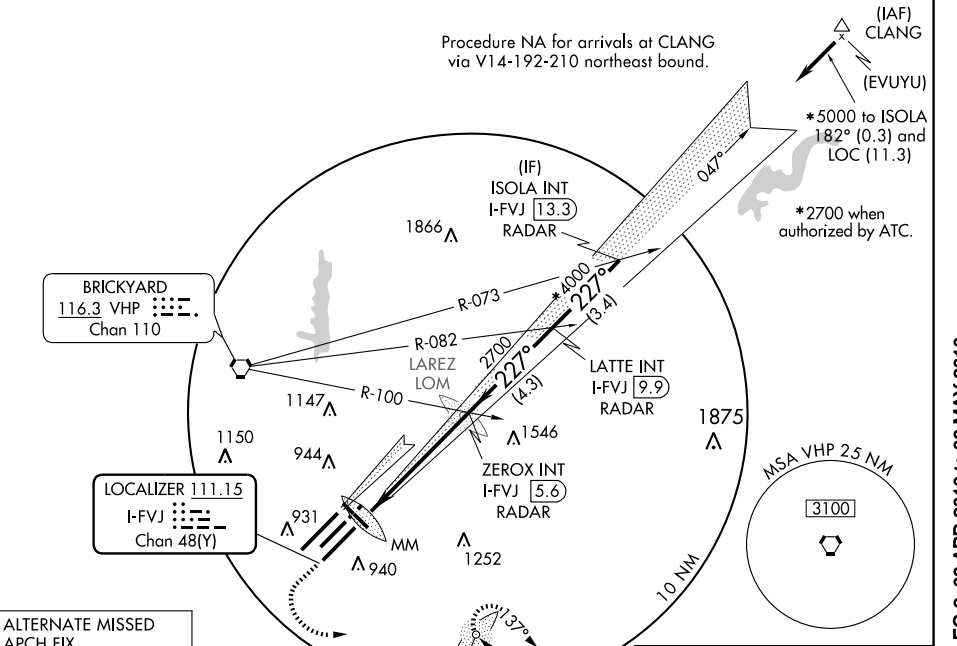 Procedure NA for arrivals at CLANG
via V14-192-210 northeast bound.
(IAF)
CLANG
(EVUYU)
*5000 to ISOLA
182° (0.3) and
LOC (11.3)
*2700 when
authorized by ATC.
047°
(IF)
ISOLA INT
I-FVJ 13.3
RADAR
1866
BRICKYARD
116.3 VHP
Chan 110
R-073
R-082
R-100
*4000
227°
(3.4)
2700
227°
(4.3)
LAREZ
LOM
LATTE INT
I-FVJ 9.9
RADAR
1147
1150
944
1546
1875
ZEROX INT
I-FVJ 5.6
RADAR
LOCALIZER 111.15
I-FVJ
Chan 48(Y)
931
MM
940
1252
10 NM
MSA VHP 25 NM
3100
137°
ALTERNATE MISSED
APCH FIX